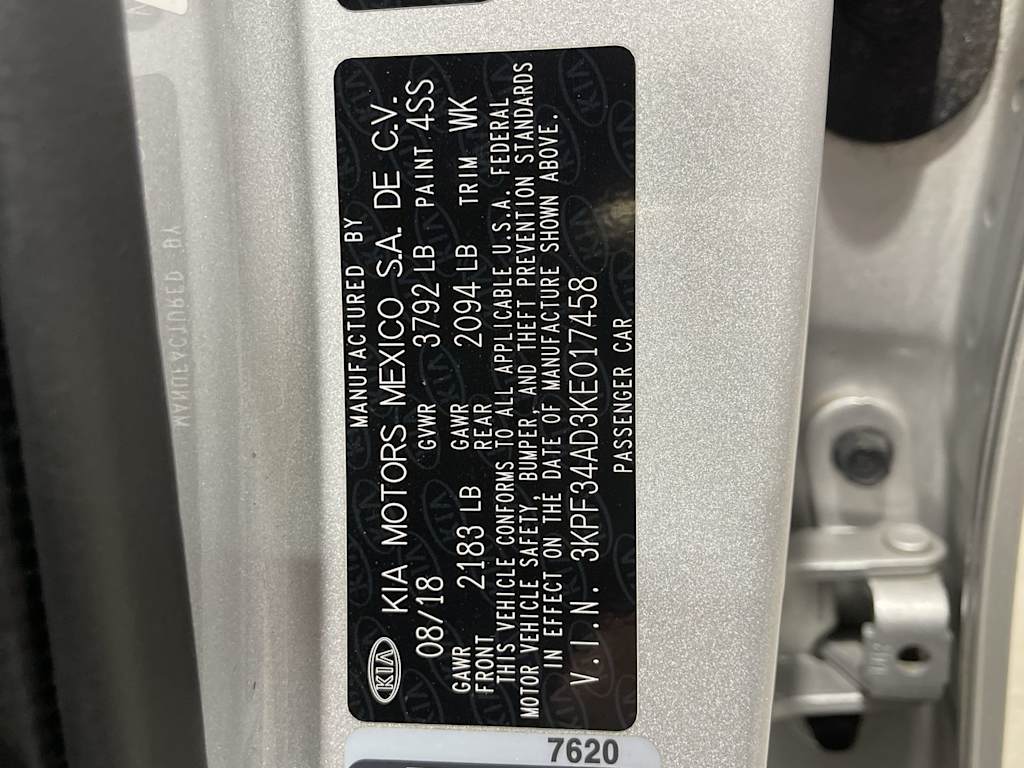 MANUFACTURED BY
KIA KIA MOTORS MEXICO S.A. DE C.V.
08/18 GVWR 3792 LB PAINT 4SS
GAWR FRONT 2183 LB GAWR REAR 2094 LB TRIM WK
THIS VEHICLE CONFORMS TO ALL APPLICABLE U.S.A. FEDERAL
MOTOR VEHICLE SAFETY, BUMPER, AND THEFT PREVENTION STANDARDS
IN EFFECT ON THE DATE OF MANUFACTURE SHOWN ABOVE.
V.I.N. 3KPF34AD3KE017458
PASSENGER CAR
7620